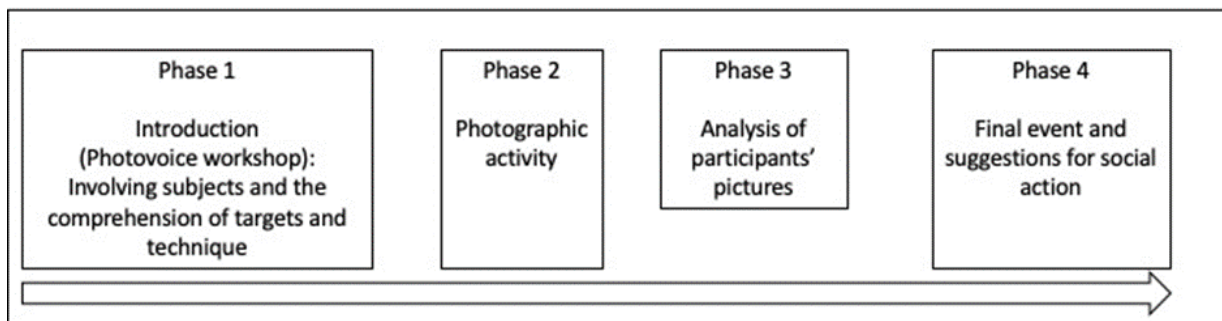 Phase 1
Introduction
(Photovoice workshop):
Involving subjects and the
comprehension of targets and
technique
Phase 2
Photographic
activity
Phase 3
Analysis of
participants’
pictures
Phase 4
Final event and
suggestions for social
action